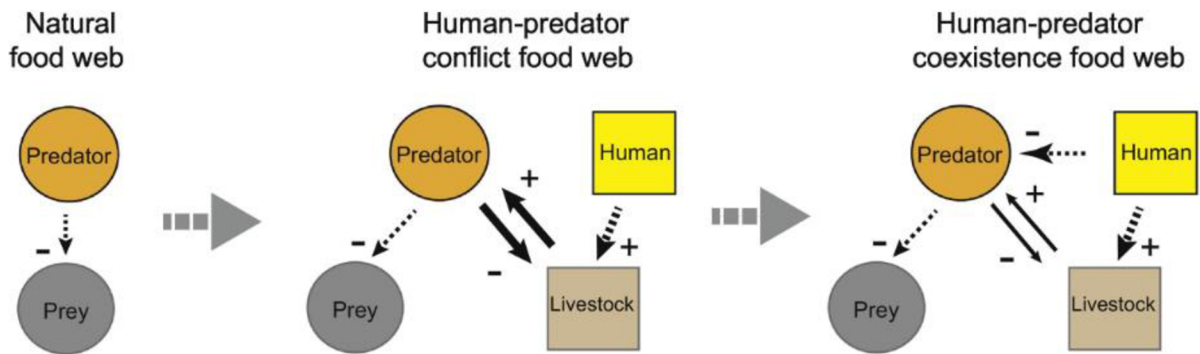 Natural
food web
Human-predator
conflict food web
Human-predator
coexistence food web
Predator
-
Prey
Predator
Human
+
-
-
+
Prey
Livestock
Predator
-
Human
+
-
-
+
Prey
Livestock